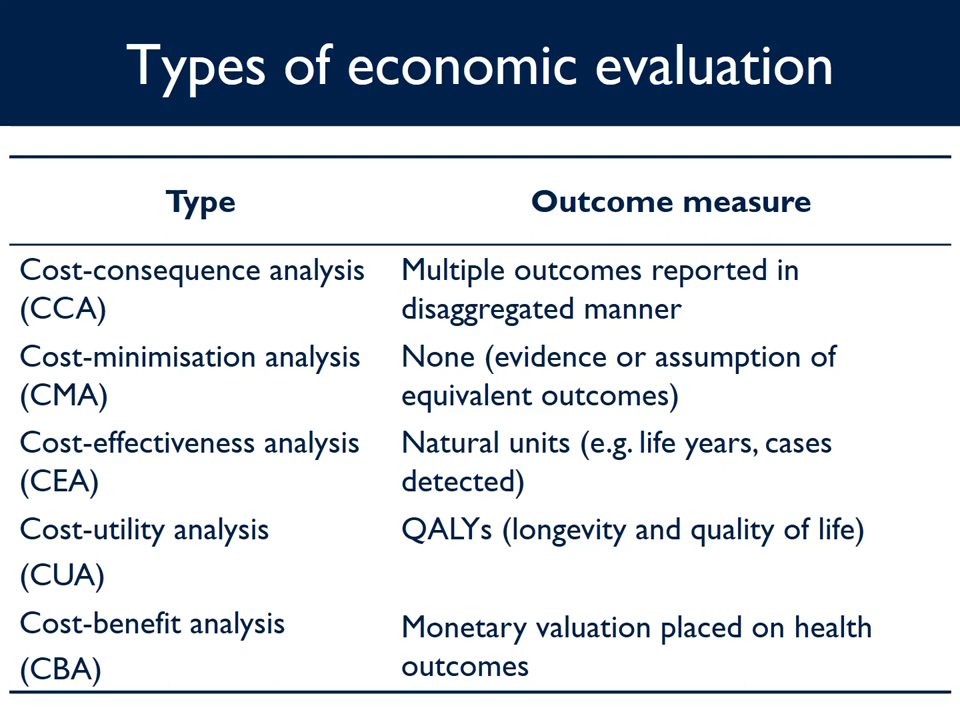 Types of economic evaluation
Type
Outcome measure
Cost-consequence analysis
(CCA)
Multiple outcomes reported in
disaggregated manner
Cost-minimisation analysis
(CMA)
None (evidence or assumption of
equivalent outcomes)
Cost-effectiveness analysis
(CEA)
Natural units (e.g. life years, cases
detected)
Cost-utility analysis
(CUA)
QALYs (longevity and quality of life)
Cost-benefit analysis
(CBA)
Monetary valuation placed on health
outcomes